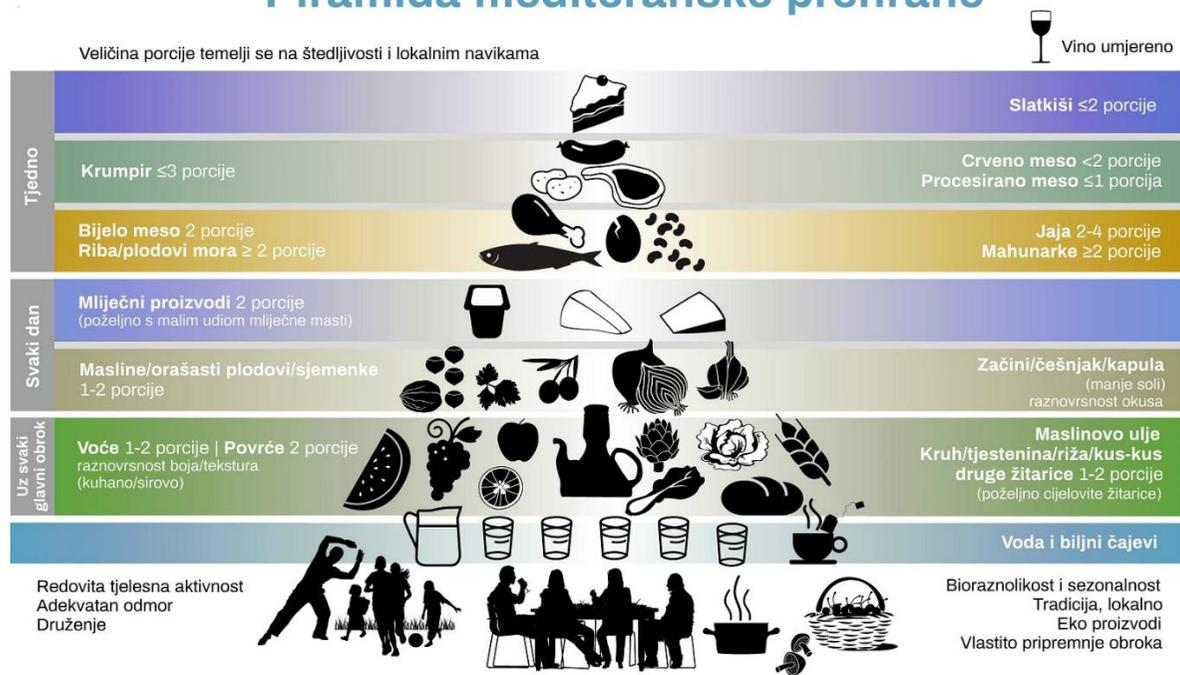 Piramida mediteranske prehrane
Veličina porcije temelji se na štedljivosti i lokalnim navikama
Vino umjereno
Tjedno
Slatkiši ≤2 porcije
Krumpir ≤3 porcije
Crveno meso <2 porcije
Procesirano meso ≤1 porcija
Bijelo meso 2 porcije
Riba/plodovi mora ≥ 2 porcije
Jaja 2-4 porcije
Mahunarke ≥2 porcije
Svaki dan
Mliječni proizvodi 2 porcije
(poželjno s malim udiom mliječne masti)
Masline/orašasti plodovi/sjemenke
1-2 porcije
Začini/češnjak/kapula
(manje soli)
raznovrsnost okusa
Uz svaki
glavni obrok
Voće 1-2 porcije | Povrće 2 porcije
raznovrsnost boja/tekstura
(kuhano/sirovo)
Maslinovo ulje
Kruh/tjestenina/riža/kus-kus
druge žitarice 1-2 porcije
(poželjno cijelovite žitarice)
Voda i biljni čajevi
Redovita tjelesna aktivnost
Adekvatan odmor
Druženje
Bioraznolikost i sezonalnost
Tradicija, lokalno
Eko proizvodi
Vlastito pripremnje obroka